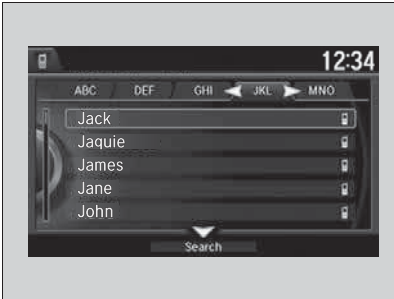 12:34
ABC DEF GHI JKL MNO
Jack
Jaquie
James
Jane
John
Search